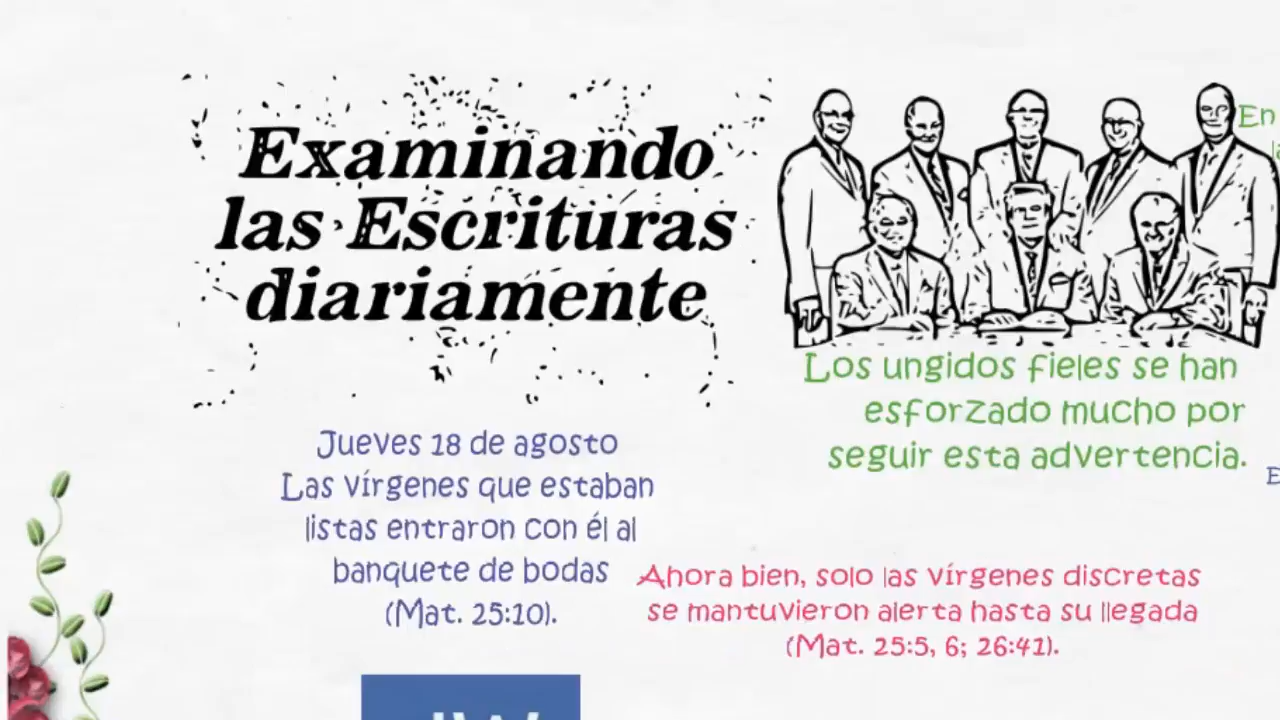 Examinando
las Escrituras
diariamente
Jueves 18 de agosto
Las vírgenes que estaban
listas entraron con él al
banquete de bodas
(Mat. 25:10).
En
Los ungidos fieles se han
esforzado mucho por
seguir esta advertencia.
Ahora bien, solo las vírgenes discretas
se mantuvieron alerta hasta su llegada
(Mat. 25:5, 6; 26:41).